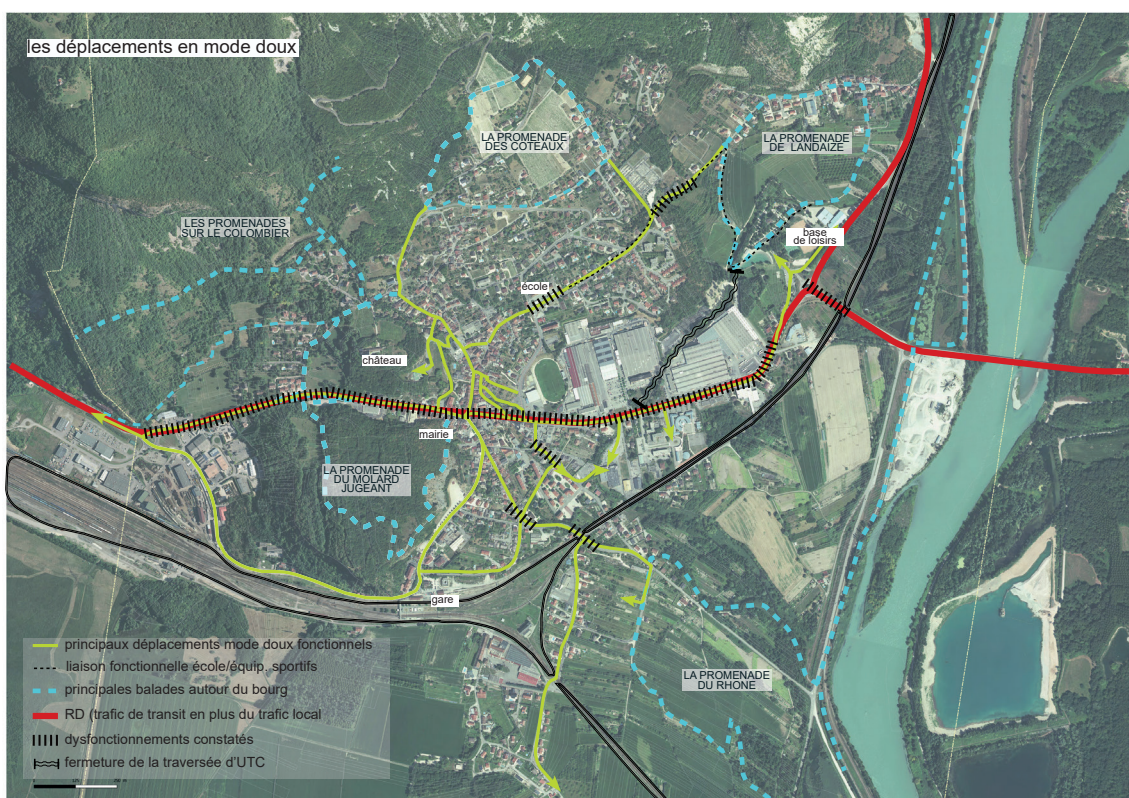 les déplacements en mode doux
LA PROMENADE
DES COTEAUX
LA PROMENADE
DE LANDAIZE
LES PROMENADES
SUR LE COLOMBIER
base
de loisirs
école
château
mairie
LA PROMENADE
DU MOLARD
JUGEANT
gare
LA PROMENADE
DU RHONE
principaux déplacements mode doux fonctionnels
liaison fonctionnelle école/équip. sportifs
principales balades autour du bourg
RD (trafic de transit en plus du trafic local
dysfonctionnements constatés
fermeture de la traversée d'UTC